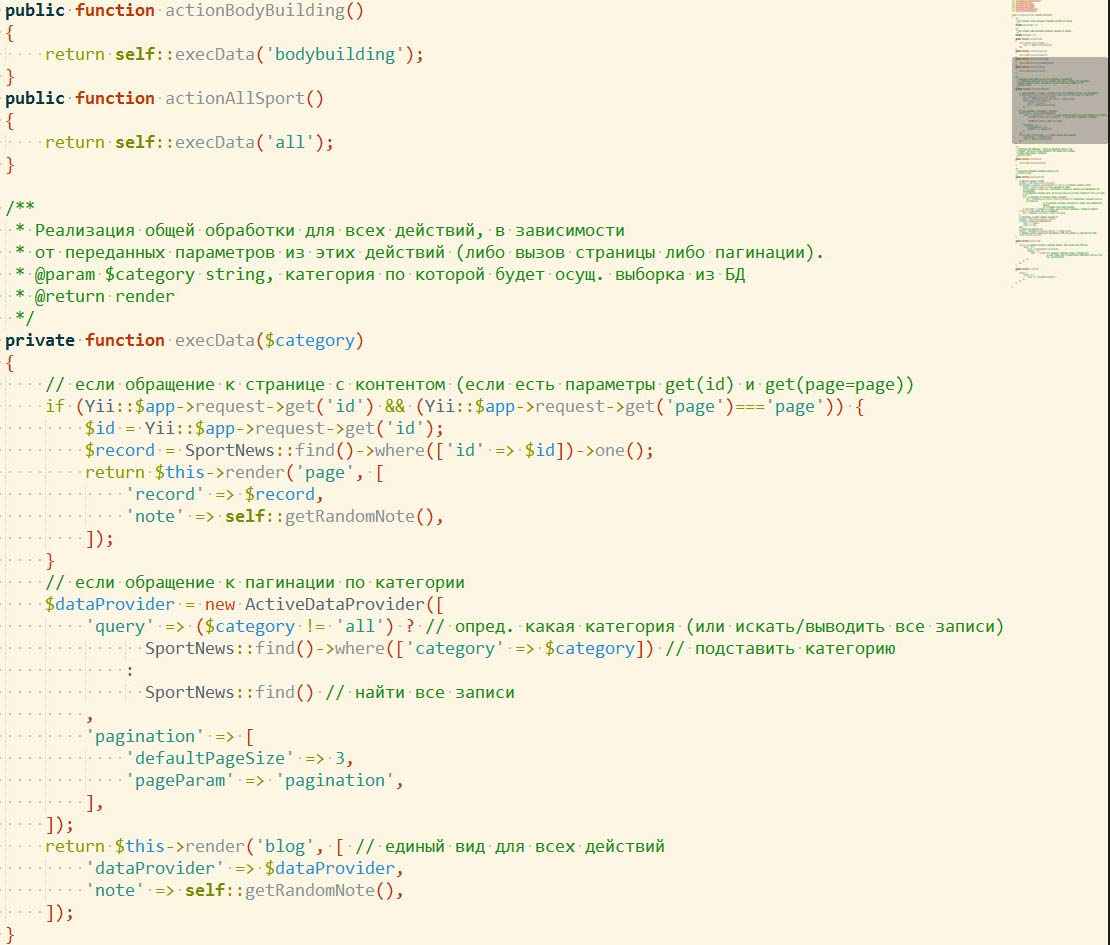 public function actionBodyBuilding()
{
    return self::execData('bodybuilding');
}
public function actionAllSport()
{
    return self::execData('all');
}

/**
 * Реализация общей обработки для всех действий, в зависимости
 * от переданных параметров из этих действий (либо вызов страницы либо пагинации).
 * @param $category string, категория по которой будет осущ. выборка из БД
 * @return render
 */
private function execData($category)
{
    // если обращение к странице с контентом (если есть параметры get(id) и get(page=page))
    if (Yii::$app->request->get('id') && (Yii::$app->request->get('page')==='page')) {
        $id = Yii::$app->request->get('id');
        $record = SportNews::find()->where(['id' => $id])->one();
        return $this->render('page', [
            'record' => $record,
            'note' => self::getRandomNote(),
        ]);
    }
    // если обращение к пагинации по категории
    $dataProvider = new ActiveDataProvider([
        'query' => ($category != 'all') ? // опред. какая категория (или искать/выводить все записи)
              SportNews::find()->where(['category' => $category]) // подставить категорию
            :
              SportNews::find() // найти все записи
        ,
        'pagination' => [
            'defaultPageSize' => 3,
            'pageParam' => 'pagination',
        ],
    ]);
    return $this->render('blog', [ // единый вид для всех действий
        'dataProvider' => $dataProvider,
        'note' => self::getRandomNote(),
    ]);
}